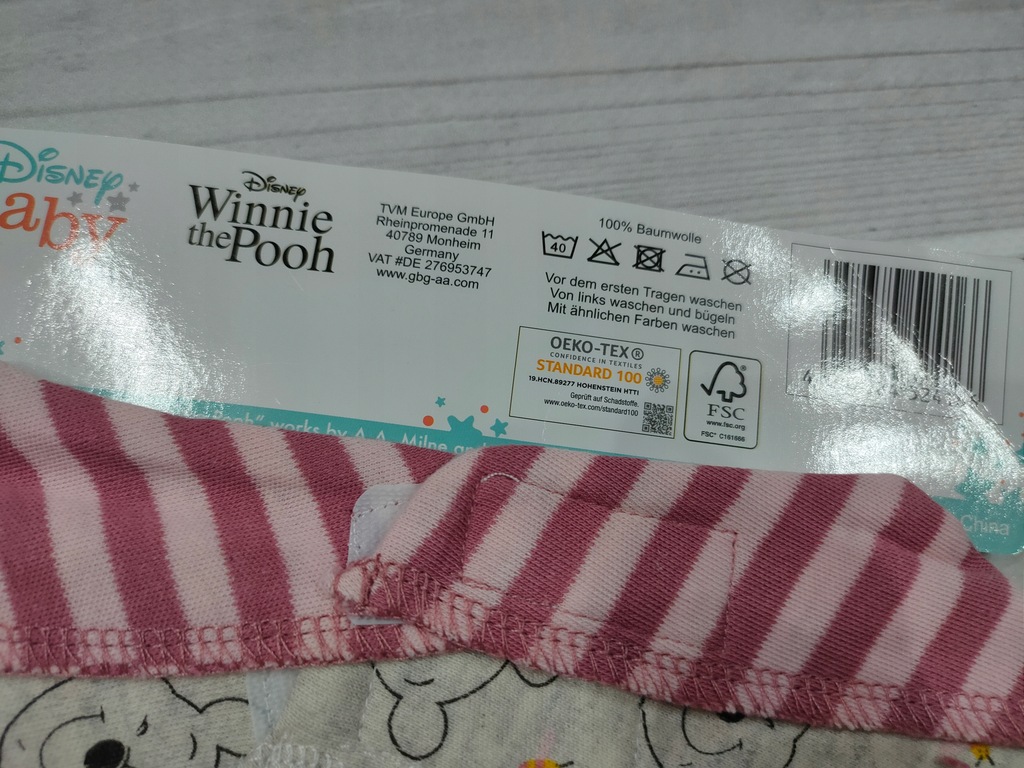 Disney
aby
Disney
Winnie
the Pooh
TVM Europe GmbH
Rheinpromenade 11
40789 Monheim
Germany
VAT #DE 276953747
www.gbg-aa.com
100% Baumwolle
40
Vor dem ersten Tragen waschen
Von links waschen und bügeln
Mit ähnlichen Farben waschen
OEKO-TEX®
CONFIDENCE IN TEXTILES
STANDARD 100
19.HCN.89277 HOHENSTEIN HTTI
Geprüft auf Schadstoffe.
www.oeko-tex.com/standard100
FSC
www.fsc.org
FSC® C161666
works by A.A. Milne
China